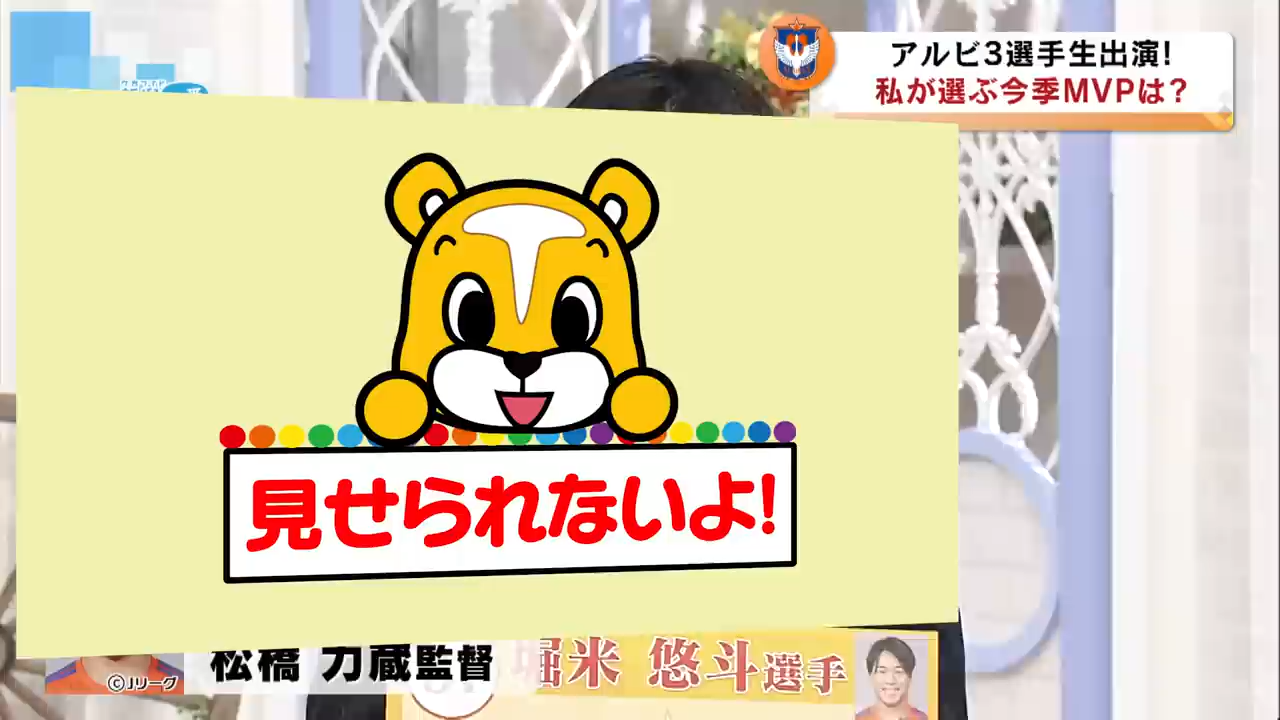 アルビ3選手生出演!
私が選ぶ今季MVPは?
見せられないよ!
松橋 力蔵監督
堀米 悠斗選手
©Jリーグ